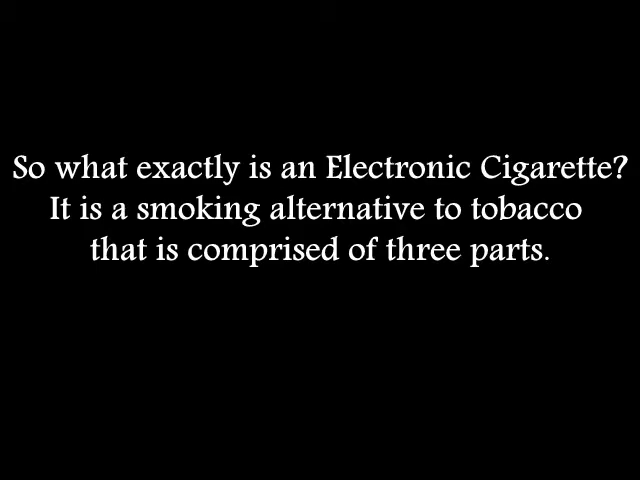 So what exactly is an Electronic Cigarette?
It is a smoking alternative to tobacco
that is comprised of three parts.